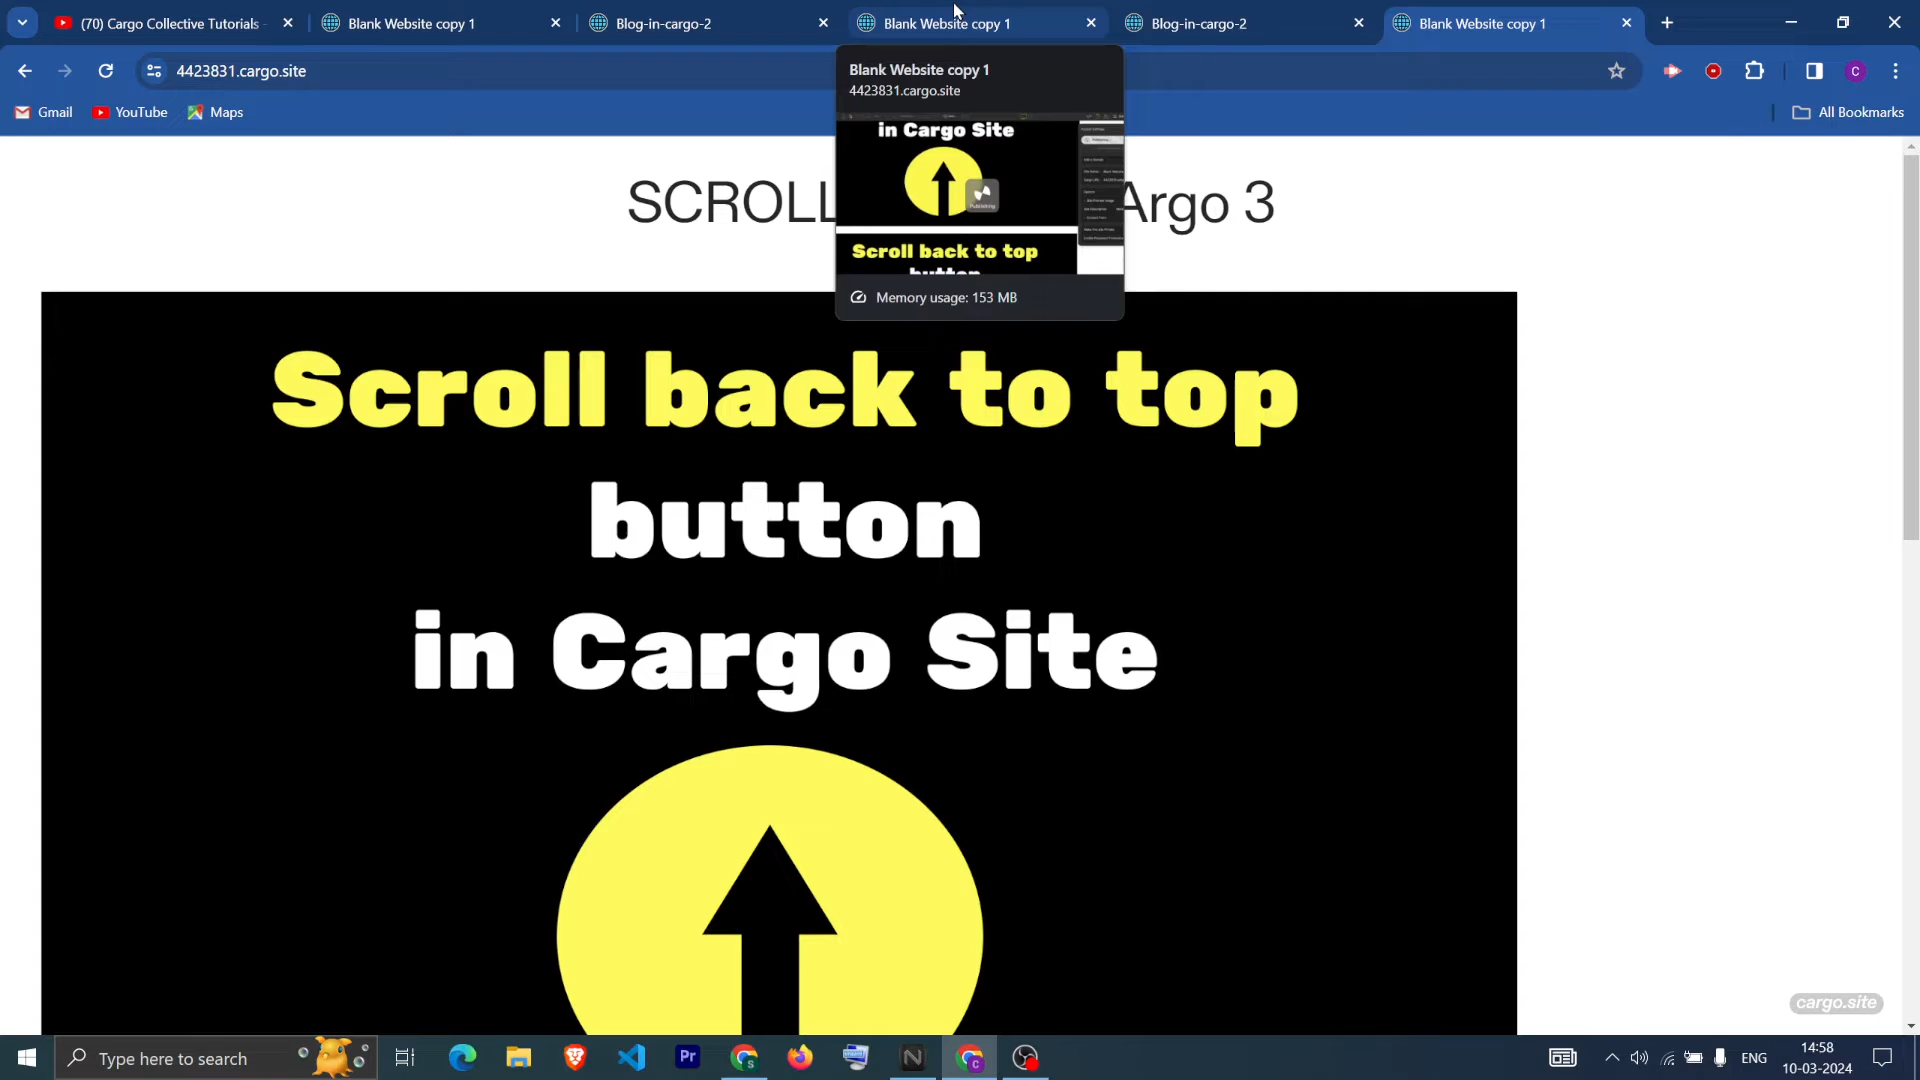 (70) Cargo Collective Tutorials -
Blank Website copy 1
Blog-in-cargo-2
Blank Website copy 1
Blog-in-cargo-2
Blank Website copy 1
4423831.cargo.site
C
Gmail
YouTube
Maps
All Bookmarks
Blank Website copy 1
4423831.cargo.site
in Cargo Site
Publishing
Scroll back to top
button
Memory usage: 153 MB
SCROLL
Argo 3
Scroll back to top
button
in Cargo Site
cargo.site
Type here to search
Pr
ENG
14:58
10-03-2024